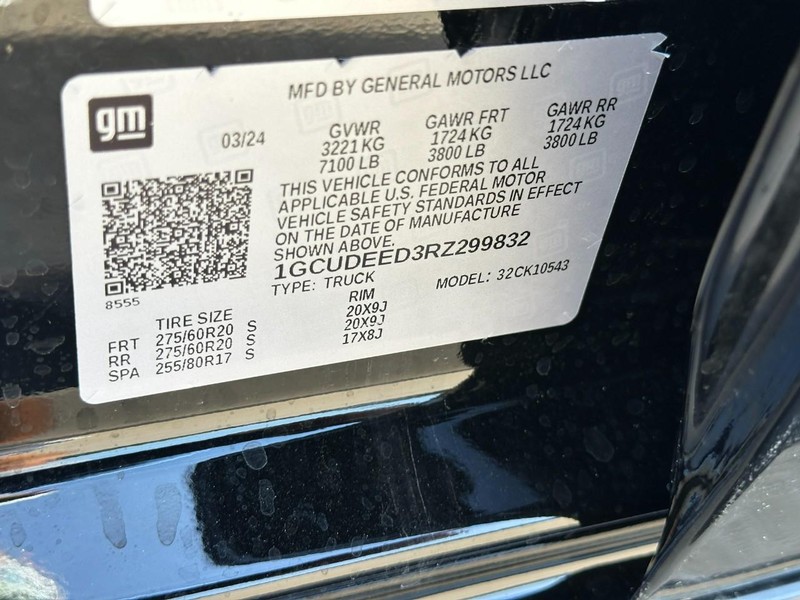 MFD BY GENERAL MOTORS LLC
gm
03/24
GVWR
3221 KG
7100 LB
GAWR FRT
1724 KG
3800 LB
GAWR RR
1724 KG
3800 LB
THIS VEHICLE CONFORMS TO ALL
APPLICABLE U.S. FEDERAL MOTOR
VEHICLE SAFETY STANDARDS IN EFFECT
ON THE DATE OF MANUFACTURE
SHOWN ABOVE.
1GCUDEED3RZ299832
TYPE: TRUCK
MODEL: 32CK10543
8555
TIRE SIZE RIM
FRT 275/60R20 S 20X9J
RR 275/60R20 S 20X9J
SPA 255/80R17 S 17X8J